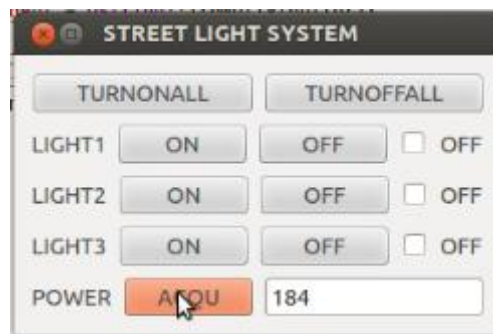 STREET LIGHT SYSTEM
TURNONALL TURNOFFALL
LIGHT1 ON OFF OFF
LIGHT2 ON OFF OFF
LIGHT3 ON OFF OFF
POWER ACQU 184